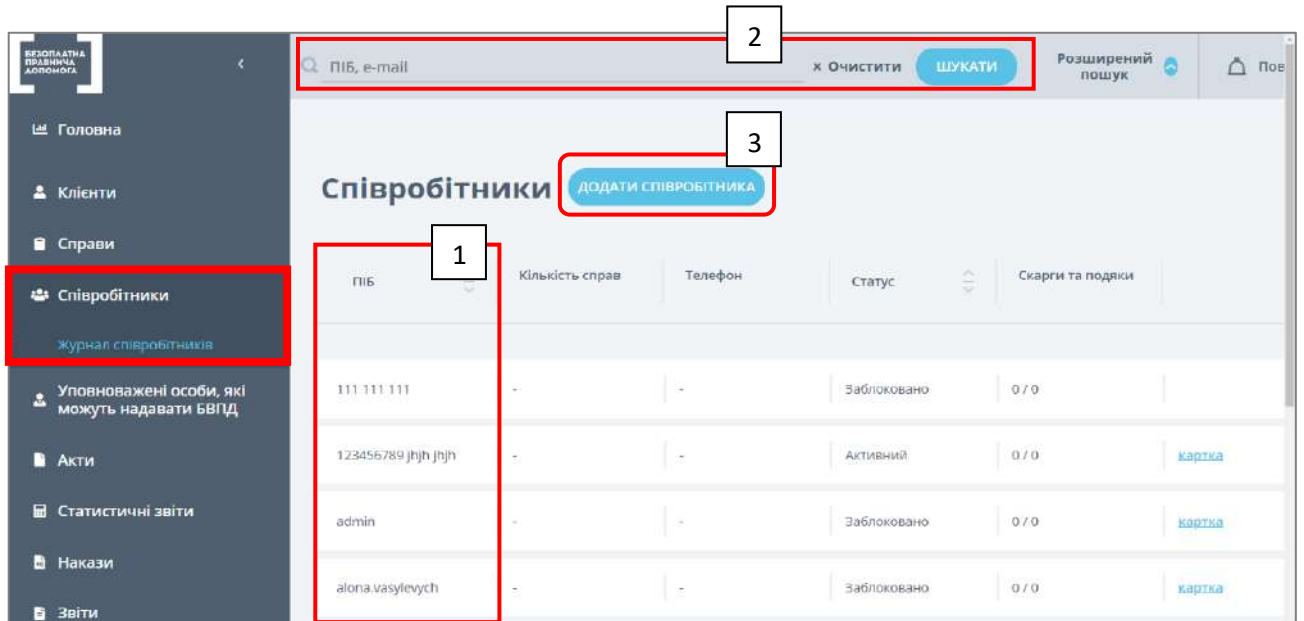 БЕЗОПЛАТНА
ПРАВНИЧА
ДОПОМОГА
Головна
Клієнти
Справи
Співробітники
Журнал співробітників
Уповноважені особи, які
можуть надавати БВПД
Акти
Статистичні звіти
Накази
Звіти
2
ПІБ, e-mail × Очистити ШУКАТИ Розширений
пошук
Пов
3
Співробітники ДОДАТИ СПІВРОБІТНИКА
1
ПІБ Кількість справ Телефон Статус Скарги та подяки
111 111 111 - - Заблоковано 0 / 0
123456789 jhjh jhjh - - Активний 0 / 0 картка
admin - - Заблоковано 0 / 0 картка
alona.vasylevych - - Заблоковано 0 / 0 картка